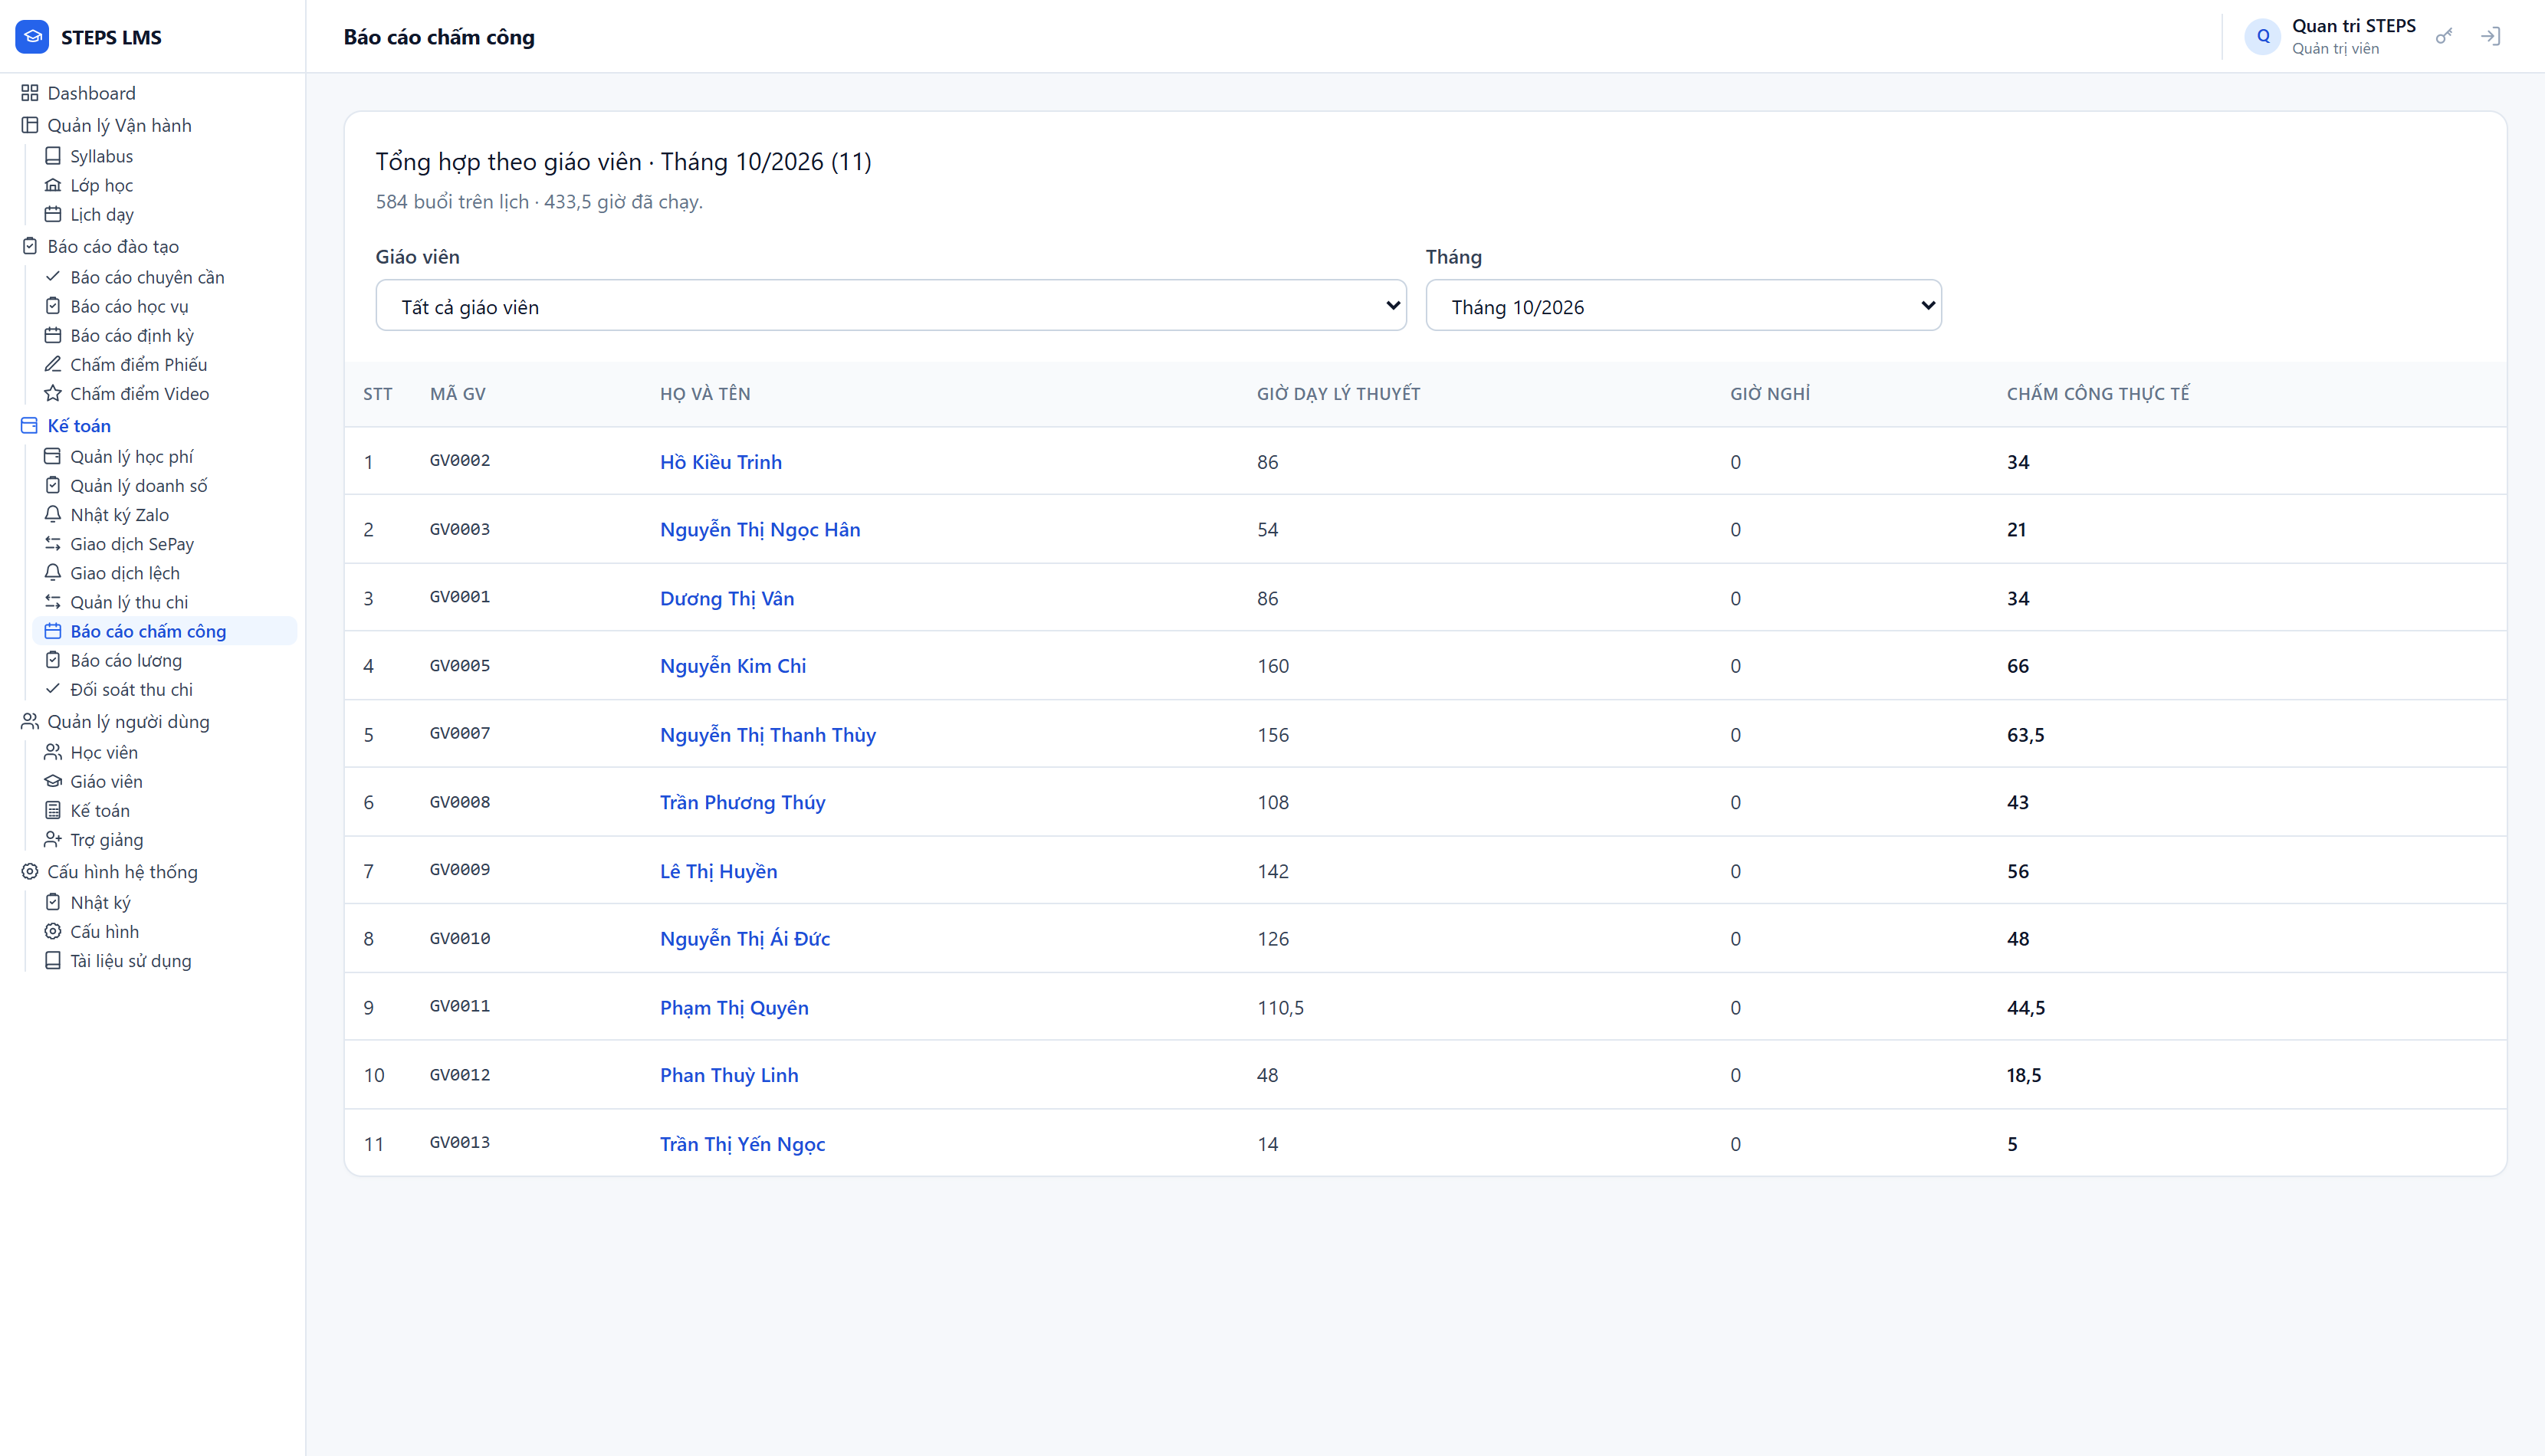 STEPS LMS
Báo cáo chấm công
Q
Quan tri STEPS
Quản trị viên
Dashboard
Quản lý Vận hành
Syllabus
Lớp học
Lịch dạy
Báo cáo đào tạo
Báo cáo chuyên cần
Báo cáo học vụ
Báo cáo định kỳ
Chấm điểm Phiếu
Chấm điểm Video
Kế toán
Quản lý học phí
Quản lý doanh số
Nhật ký Zalo
Giao dịch SePay
Giao dịch lệch
Quản lý thu chi
Báo cáo chấm công
Báo cáo lương
Đối soát thu chi
Quản lý người dùng
Học viên
Giáo viên
Kế toán
Trợ giảng
Cấu hình hệ thống
Nhật ký
Cấu hình
Tài liệu sử dụng
Tổng hợp theo giáo viên · Tháng 10/2026 (11)
584 buổi trên lịch · 433,5 giờ đã chạy.
Giáo viên Tháng
Tất cả giáo viên Tháng 10/2026
STT MÃ GV HỌ VÀ TÊN GIỜ DẠY LÝ THUYẾT GIỜ NGHỈ CHẤM CÔNG THỰC TẾ
1 GV0002 Hồ Kiều Trinh 86 0 34
2 GV0003 Nguyễn Thị Ngọc Hân 54 0 21
3 GV0001 Dương Thị Vân 86 0 34
4 GV0005 Nguyễn Kim Chi 160 0 66
5 GV0007 Nguyễn Thị Thanh Thùy 156 0 63,5
6 GV0008 Trần Phương Thúy 108 0 43
7 GV0009 Lê Thị Huyền 142 0 56
8 GV0010 Nguyễn Thị Ái Đức 126 0 48
9 GV0011 Phạm Thị Quyên 110,5 0 44,5
10 GV0012 Phan Thuỳ Linh 48 0 18,5
11 GV0013 Trần Thị Yến Ngọc 14 0 5